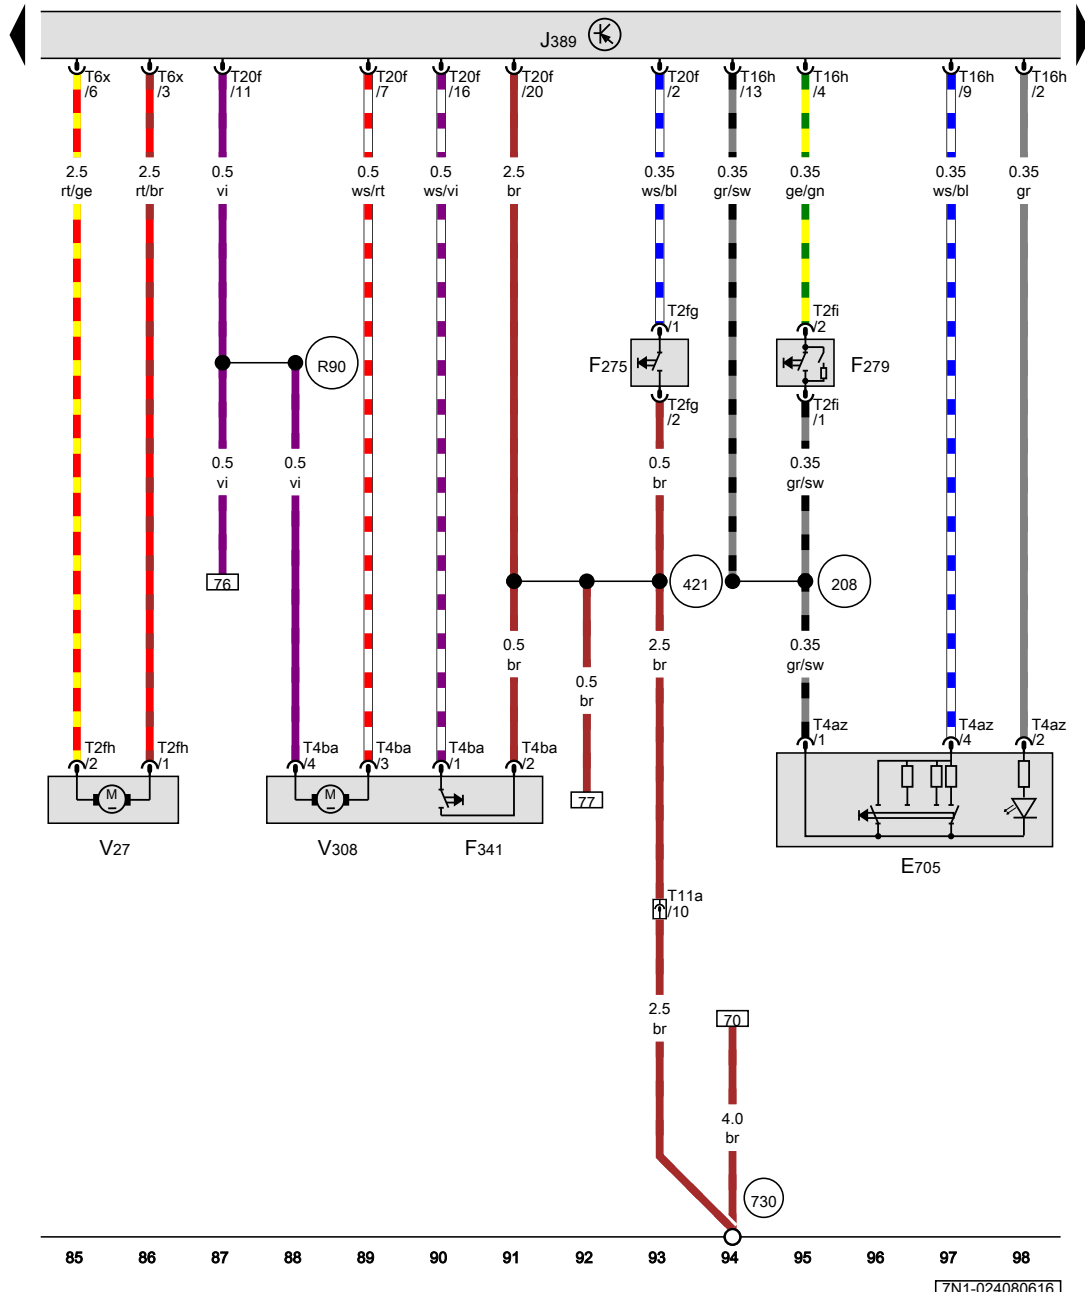 J389
T6x
/6
T6x
/3
T20f
/11
T20f
/7
T20f
/16
T20f
/20
T20f
/2
T16h
/13
T16h
/4
T16h
/9
T16h
/2
2.5
rt/ge
2.5
rt/br
0.5
vi
0.5
ws/rt
0.5
ws/vi
2.5
br
0.35
ws/bl
0.35
gr/sw
0.35
ge/gn
0.35
ws/bl
0.35
gr
T2fg
/1
T2fi
/2
R90
F275
F279
T2fg
/2
T2fi
/1
0.5
vi
0.5
vi
0.5
br
0.35
gr/sw
76
421
208
0.5
br
0.5
br
2.5
br
0.35
gr/sw
T2fh
/2
T2fh
/1
T4ba
/4
T4ba
/3
T4ba
/1
T4ba
/2
T4az
/1
T4az
/4
T4az
/2
M
M
77
V27
V308
F341
E705
T11a
/10
2.5
br
70
4.0
br
730
85 86 87 88 89 90 91 92 93 94 95 96 97 98
7N1-024080616